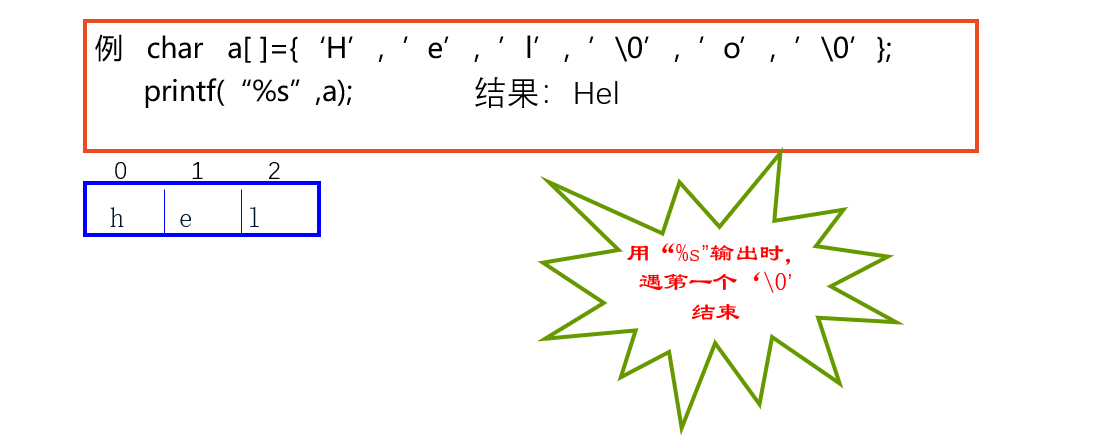 例 char a[ ]={ ‘H’ , ’ e’ , ’ l’ , ’ \0’ , ’ o’ , ’ \0’ };
printf( “%s” ,a); 结果：Hel
0 1 2
h e l
用“%s”输出时，
遇第一个‘\0’
结束